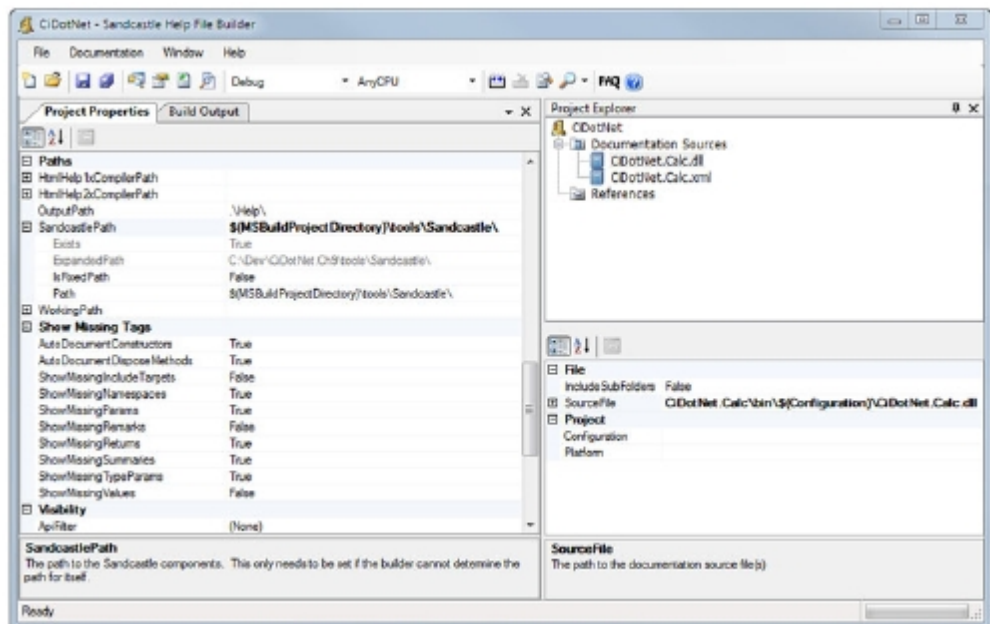 CiDotNet - Sandcastle Help File Builder
File Documentation Window Help
Debug AnyCPU FAQ
Project Properties Build Output
Paths
HtmlHelp1xCompilerPath
HtmlHelp2xCompilerPath
OutputPath .\Help\
SandcastlePath $(MSBuildProjectDirectory)\tools\Sandcastle\
Exists True
ExpandedPath C:\Dev\CiDotNet.Ch9\tools\Sandcastle\
IsFixedPath False
Path $(MSBuildProjectDirectory)\tools\Sandcastle\
WorkingPath
Show Missing Tags
AutoDocumentConstructors True
AutoDocumentDisposeMethods True
ShowMissingIncludeTargets False
ShowMissingNamespaces True
ShowMissingParams True
ShowMissingRemarks False
ShowMissingReturns True
ShowMissingSummaries True
ShowMissingTypeParams True
ShowMissingValues False
Visibility
ApiFilter (None)
SandcastlePath
The path to the Sandcastle components. This only needs to be set if the builder cannot determine the
path for itself.
Project Explorer
CiDotNet
Documentation Sources
CiDotNet.Calc.dll
CiDotNet.Calc.xml
References
File
IncludeSubFolders False
SourceFile CiDotNet.Calc\bin\$(Configuration)\CiDotNet.Calc.dll
Project
Configuration
Platform
SourceFile
The path to the documentation source file(s)
Ready